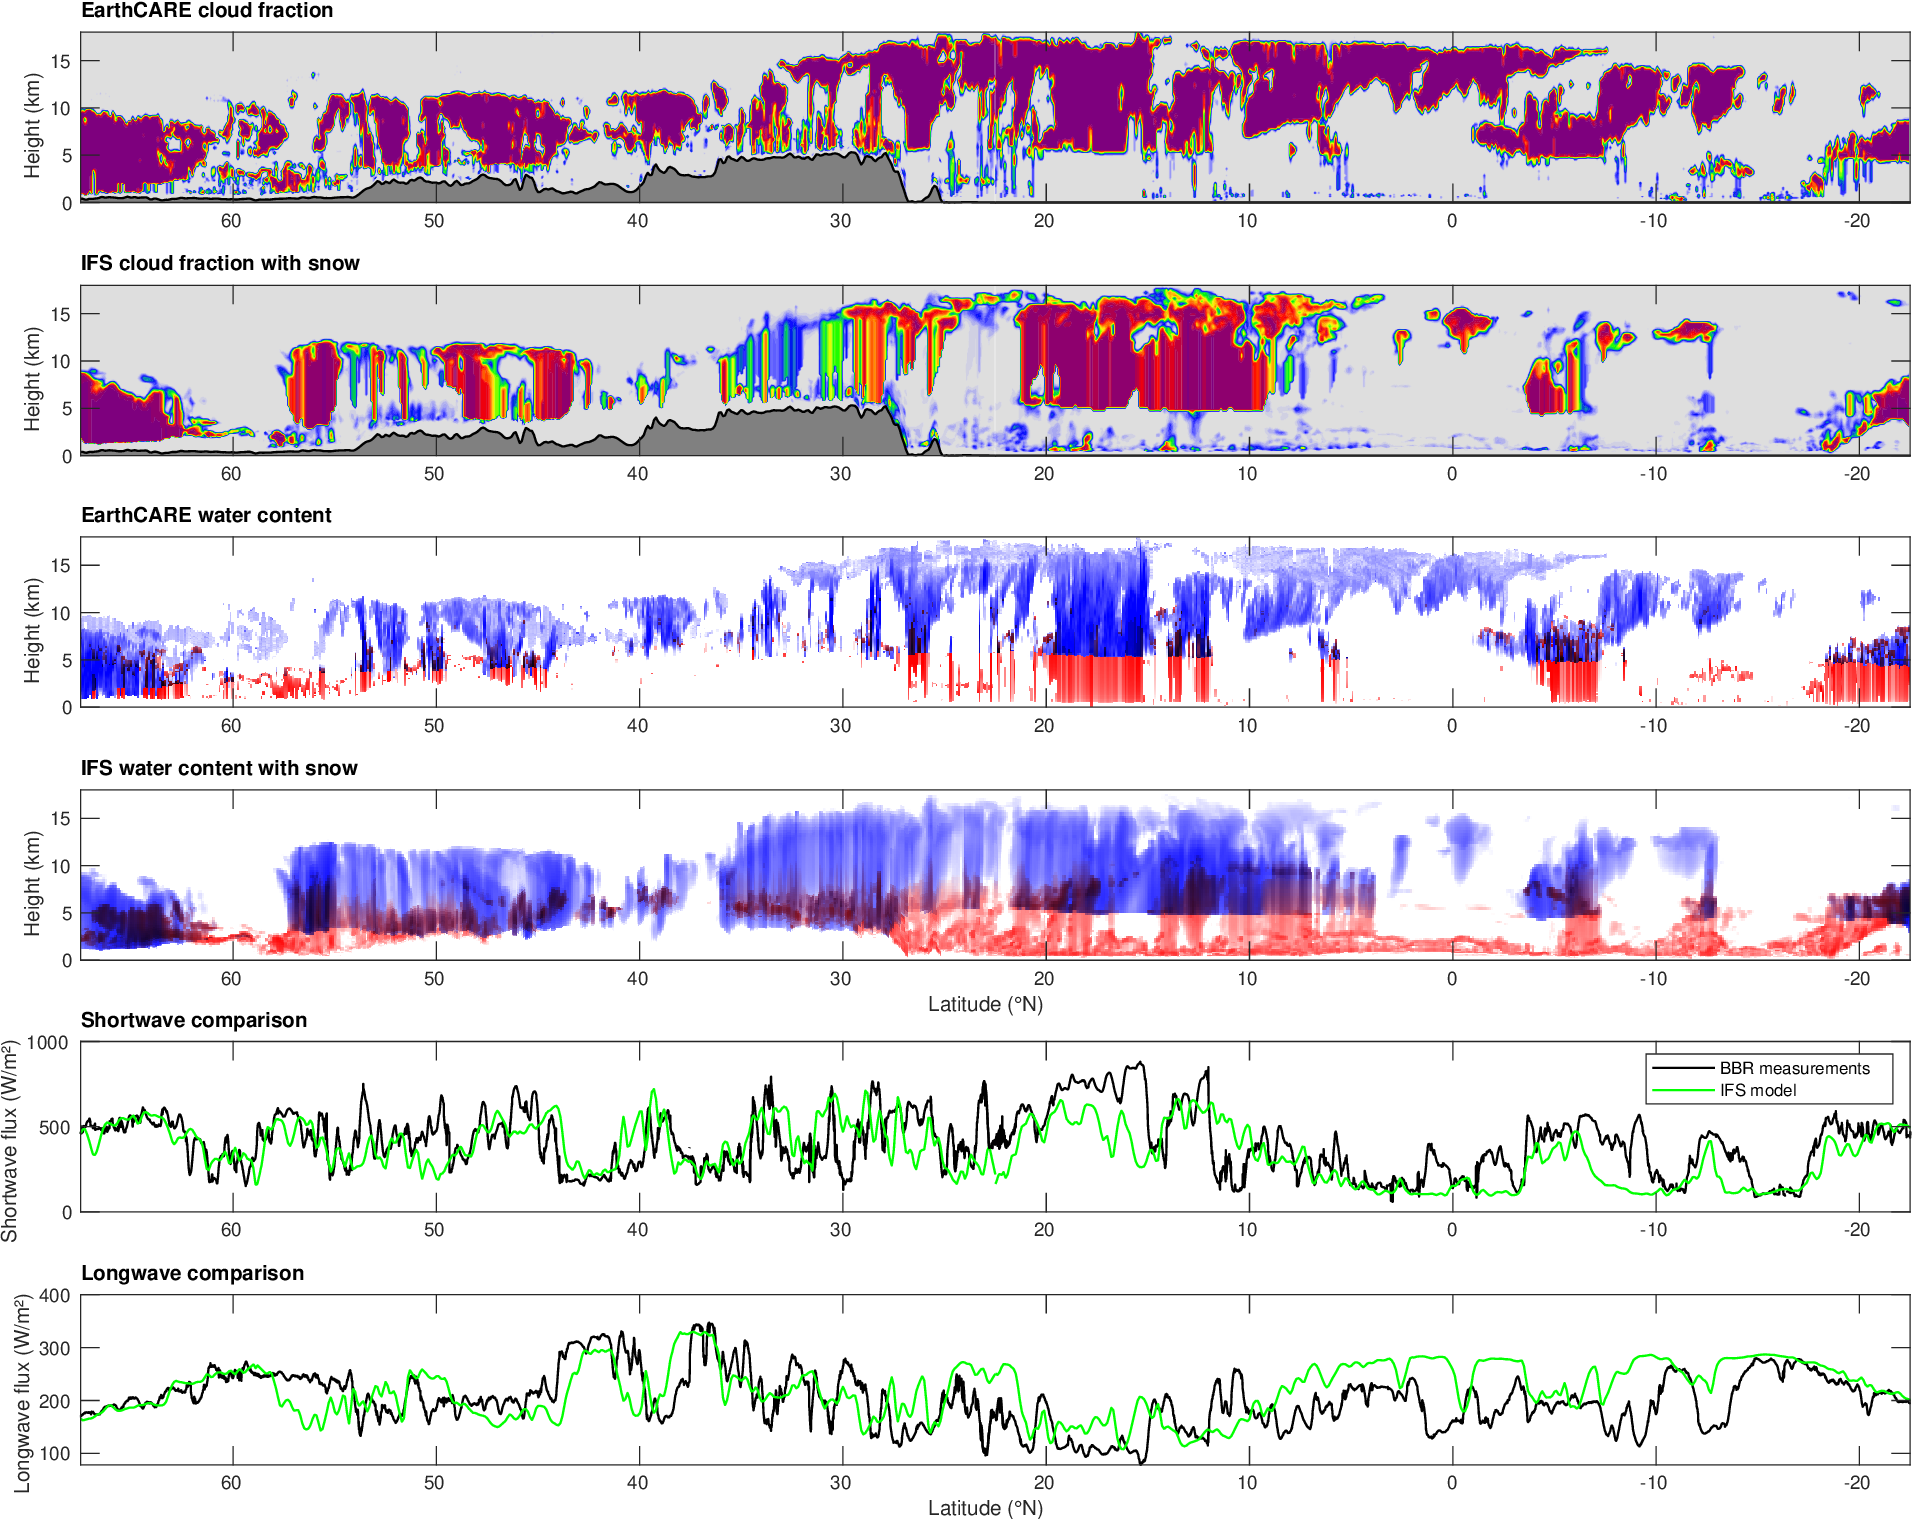 EarthCARE cloud fraction
Height (km)
15
10
5
0
60 50 40 30 20 10 0 -10 -20
IFS cloud fraction with snow
Height (km)
15
10
5
0
60 50 40 30 20 10 0 -10 -20
EarthCARE water content
Height (km)
15
10
5
0
60 50 40 30 20 10 0 -10 -20
IFS water content with snow
Height (km)
15
10
5
0
60 50 40 30 20 10 0 -10 -20
Latitude (°N)
Shortwave comparison
Shortwave flux (W/m²)
1000
500
0
BBR measurements
IFS model
60 50 40 30 20 10 0 -10 -20
Longwave comparison
Longwave flux (W/m²)
400
300
200
100
60 50 40 30 20 10 0 -10 -20
Latitude (°N)